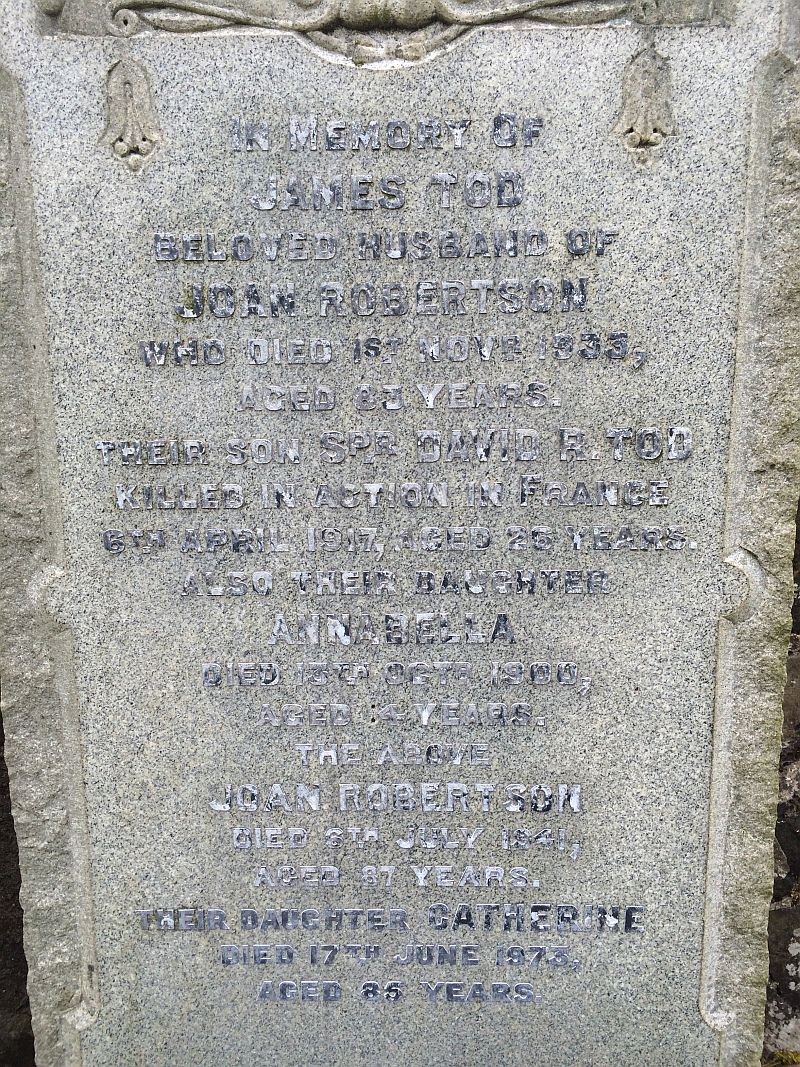 IN MEMORY OF
JAMES TOD
BELOVED HUSBAND OF
JOAN ROBERTSON
WHO DIED 1ST NOVR 1933,
AGED 83 YEARS.
THEIR SON SPR DAVID R. TOD
KILLED IN ACTION IN FRANCE
6TH APRIL 1917, AGED 26 YEARS.
ALSO THEIR DAUGHTER
ANNABELLA
DIED 13TH OCTR 1900,
AGED 4 YEARS.
THE ABOVE
JOAN ROBERTSON
DIED 6TH JULY 1941,
AGED 87 YEARS.
THEIR DAUGHTER CATHERINE
DIED 17TH JUNE 1973,
AGED 85 YEARS.